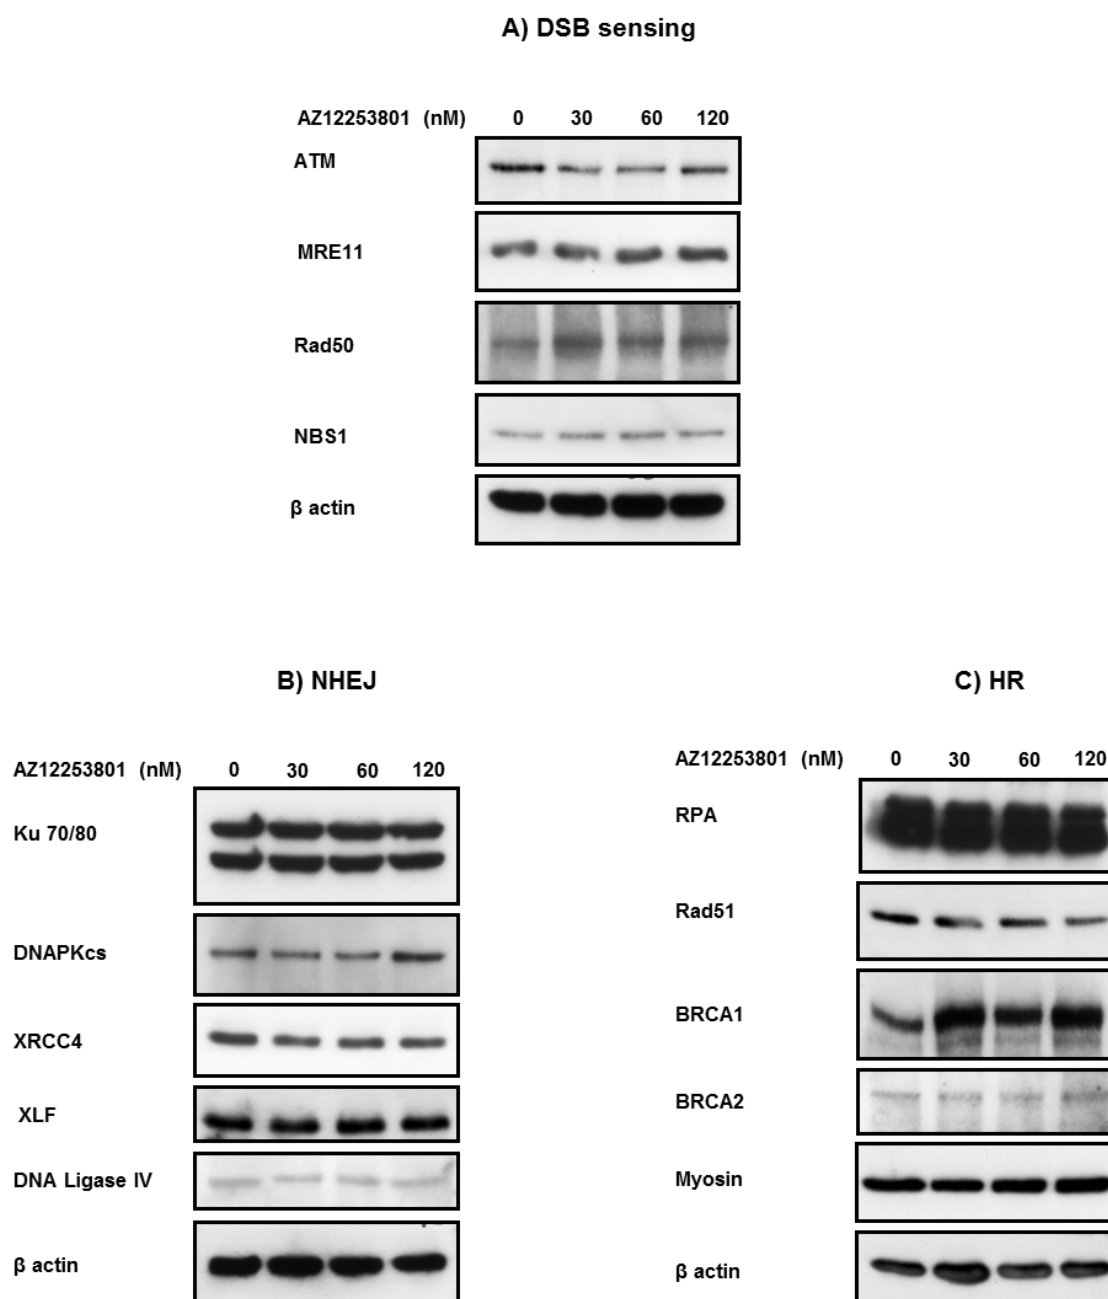 A) DSB sensing
AZ12253801 (nM) 0 30 60 120
ATM
MRE11
Rad50
NBS1
β actin
B) NHEJ
AZ12253801 (nM) 0 30 60 120
Ku 70/80
DNAPKcs
XRCC4
XLF
DNA Ligase IV
β actin
C) HR
AZ12253801 (nM) 0 30 60 120
RPA
Rad51
BRCA1
BRCA2
Myosin
β actin